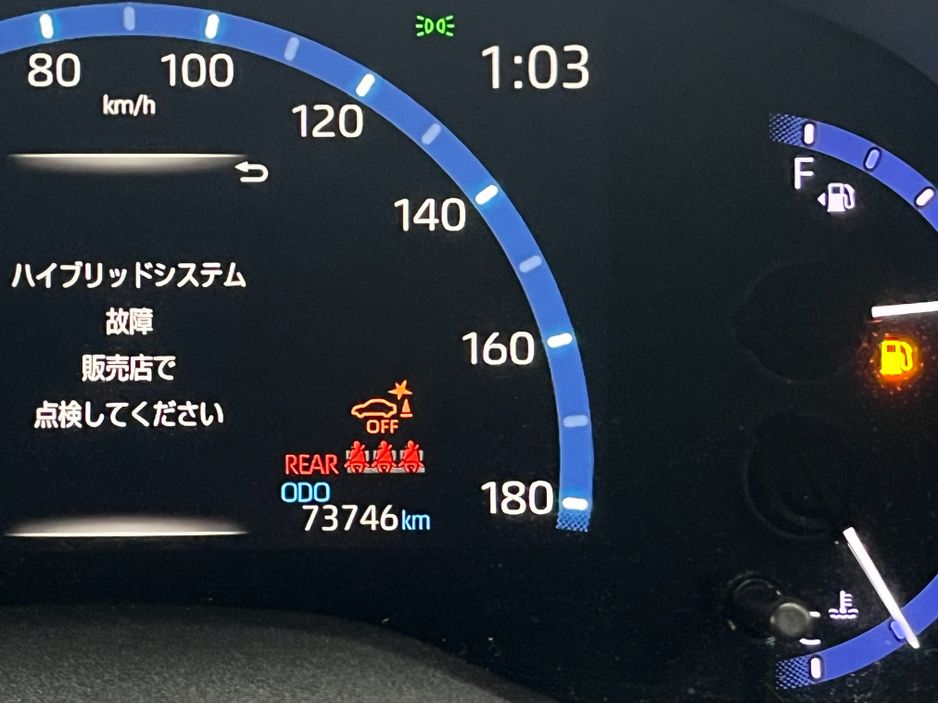 80
100
km/h
120
140
160
180
1:03
F
ハイブリッドシステム
故障
販売店で
点検してください
OFF
REAR
ODO
73746km